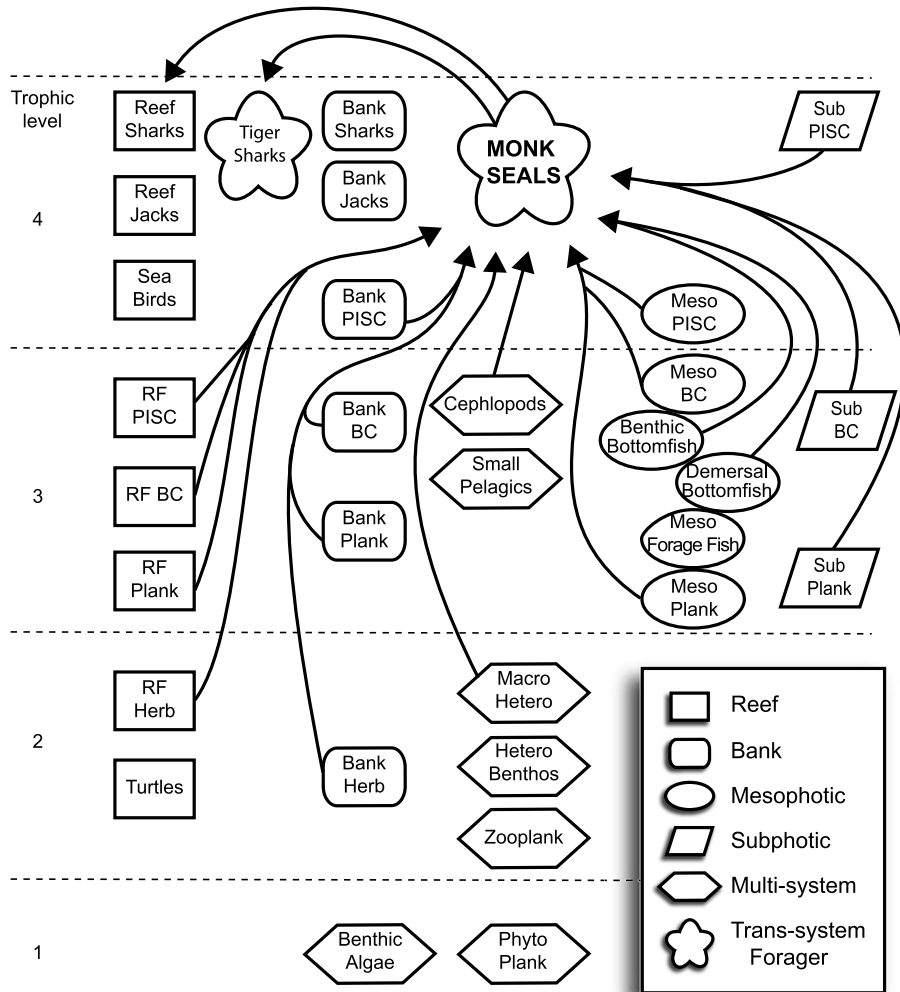 Trophic
level
4
3
2
1
Reef
Sharks
Tiger
Sharks
Bank
Sharks
MONK
SEALS
Sub
PISC
Reef
Jacks
Bank
Jacks
Sea
Birds
Bank
PISC
Meso
PISC
RF
PISC
Bank
BC
Cephlopods
Meso
BC
Benthic
Bottomfish
Sub
BC
RF BC
Small
Pelagics
Demersal
Bottomfish
Bank
Plank
Meso
Forage Fish
RF
Plank
Meso
Plank
Sub
Plank
RF
Herb
Macro
Hetero
Turtles
Bank
Herb
Hetero
Benthos
Zooplank
Benthic
Algae
Phyto
Plank
Reef
Bank
Mesophotic
Subphotic
Multi-system
Trans-system
Forager